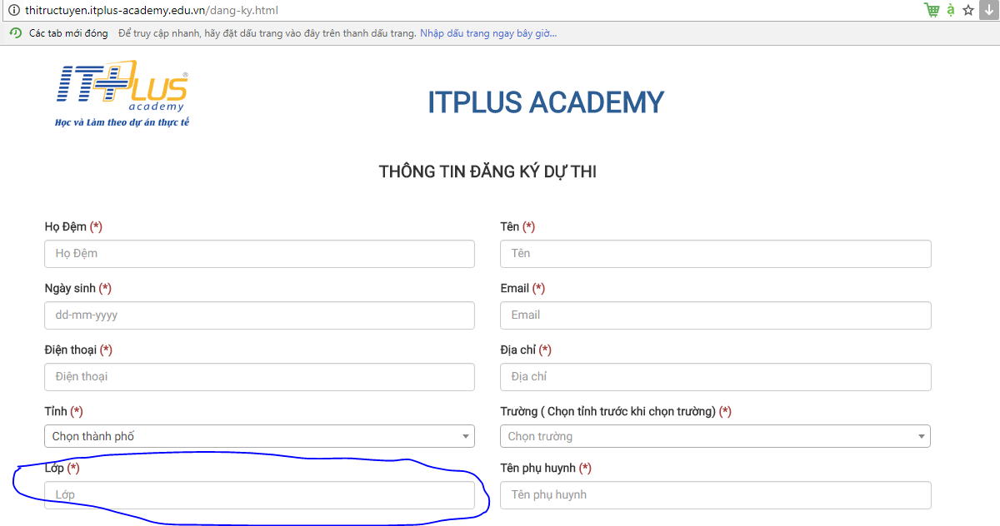 thitructuyen.itplus-academy.edu.vn/dang-ky.html
Các tab mới đóng Để truy cập nhanh, hãy đặt dấu trang vào đây trên thanh dấu trang. Nhập dấu trang ngay bây giờ...
ITPLUS®
academy
Học và Làm theo dự án thực tế
ITPLUS ACADEMY
THÔNG TIN ĐĂNG KÝ DỰ THI
Họ Đệm (*) Tên (*)
Họ Đệm Tên
Ngày sinh (*) Email (*)
dd-mm-yyyy Email
Điện thoại (*) Địa chỉ (*)
Điện thoại Địa chỉ
Tỉnh (*) Trường ( Chọn tỉnh trước khi chọn trường) (*)
Chọn thành phố Chọn trường
Lớp (*) Tên phụ huynh (*)
Lớp Tên phụ huynh